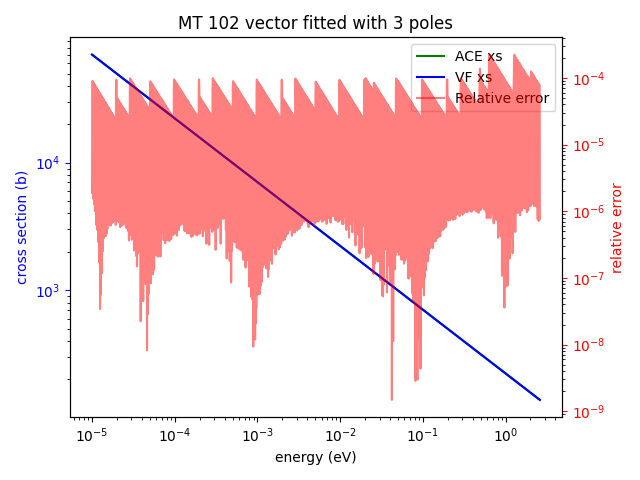 MT 102 vector fitted with 3 poles
ACE xs
VF xs
Relative error
cross section (b)
10⁴
10³
10⁻⁴
10⁻⁵
10⁻⁶
10⁻⁷
10⁻⁸
10⁻⁹
relative error
10⁻⁵ 10⁻⁴ 10⁻³ 10⁻² 10⁻¹ 10⁰
energy (eV)